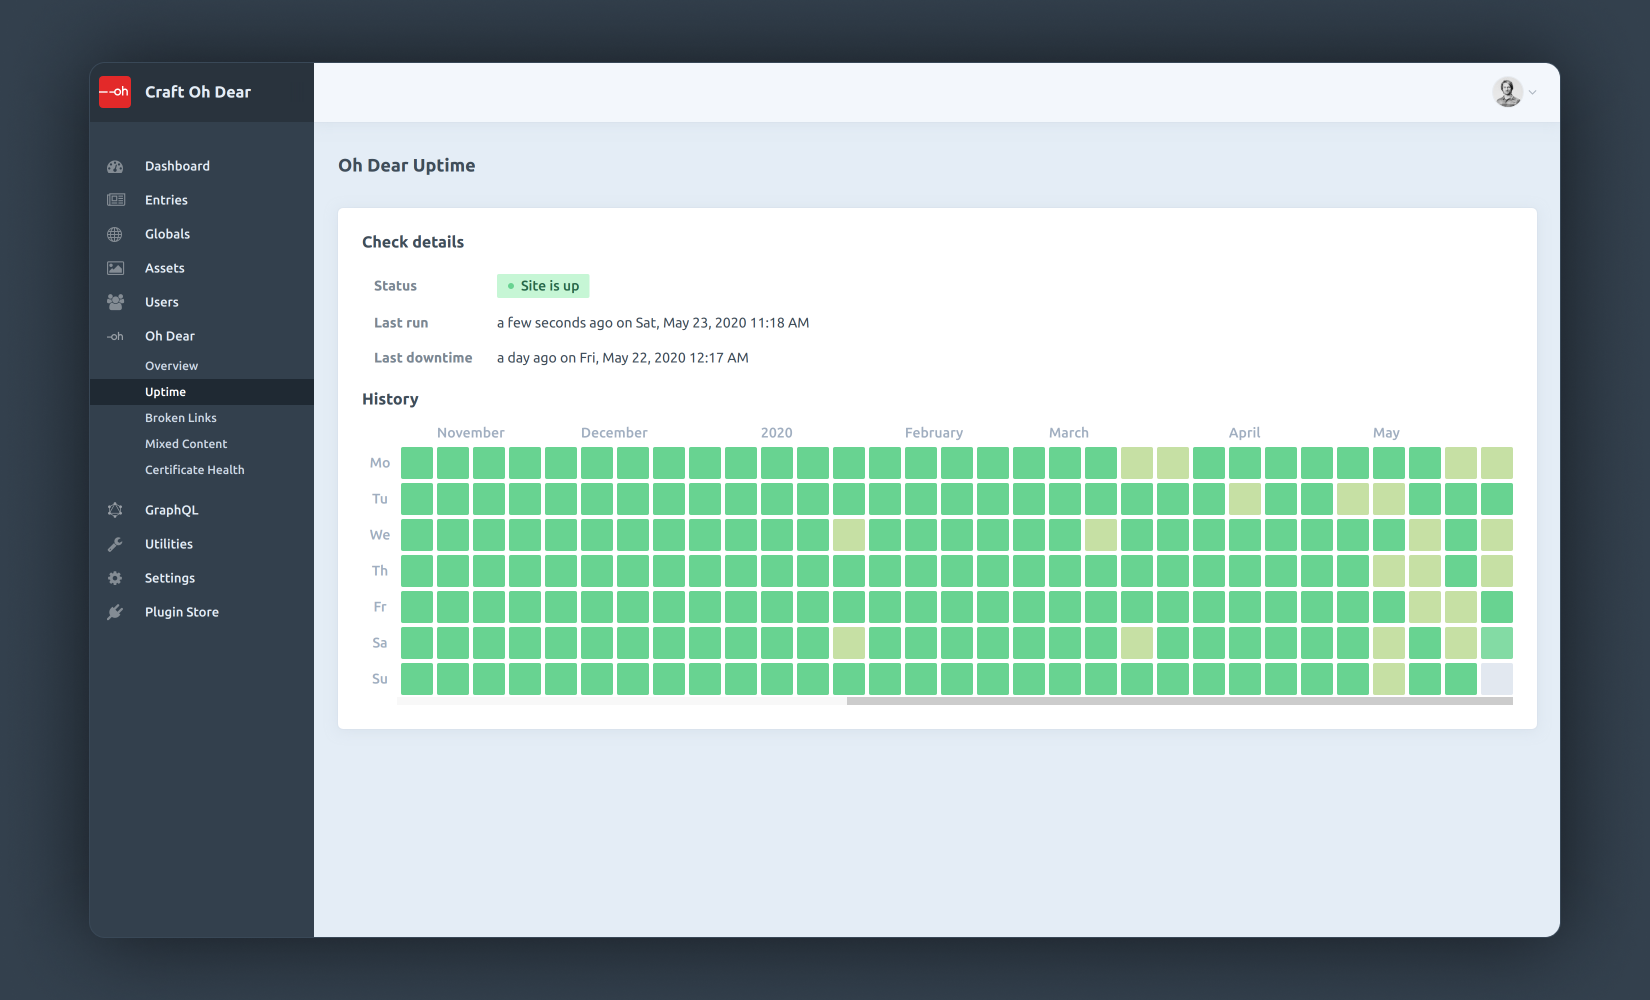 --oh Craft Oh Dear
Dashboard
Entries
Globals
Assets
Users
-oh Oh Dear
Overview
Uptime
Broken Links
Mixed Content
Certificate Health
GraphQL
Utilities
Settings
Plugin Store
Oh Dear Uptime
Check details
Status Site is up
Last run a few seconds ago on Sat, May 23, 2020 11:18 AM
Last downtime a day ago on Fri, May 22, 2020 12:17 AM
History
November December 2020 February March April May
Mo
Tu
We
Th
Fr
Sa
Su